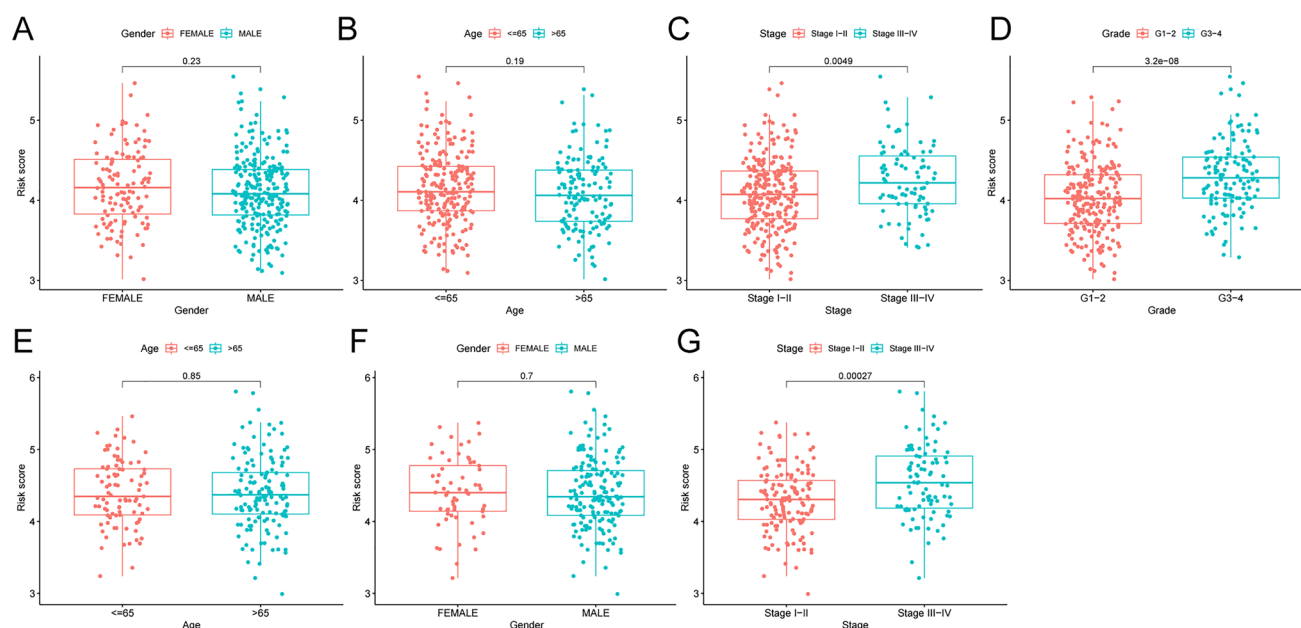 A
Gender FEMALE MALE
0.23
5
4
3
Risk score
FEMALE MALE
Gender
B
Age <=65 >65
0.19
5
4
3
Risk score
<=65 >65
Age
C
Stage Stage I−II Stage III−IV
0.0049
5
4
3
Risk score
Stage I−II Stage III−IV
Stage
D
Grade G1−2 G3−4
3.2e−08
5
4
3
Risk score
G1−2 G3−4
Grade
E
Age <=65 >65
0.85
6
5
4
3
Risk score
<=65 >65
Age
F
Gender FEMALE MALE
0.7
6
5
4
3
Risk score
FEMALE MALE
Gender
G
Stage Stage I−II Stage III−IV
0.00027
6
5
4
3
Risk score
Stage I−II Stage III−IV
Stage